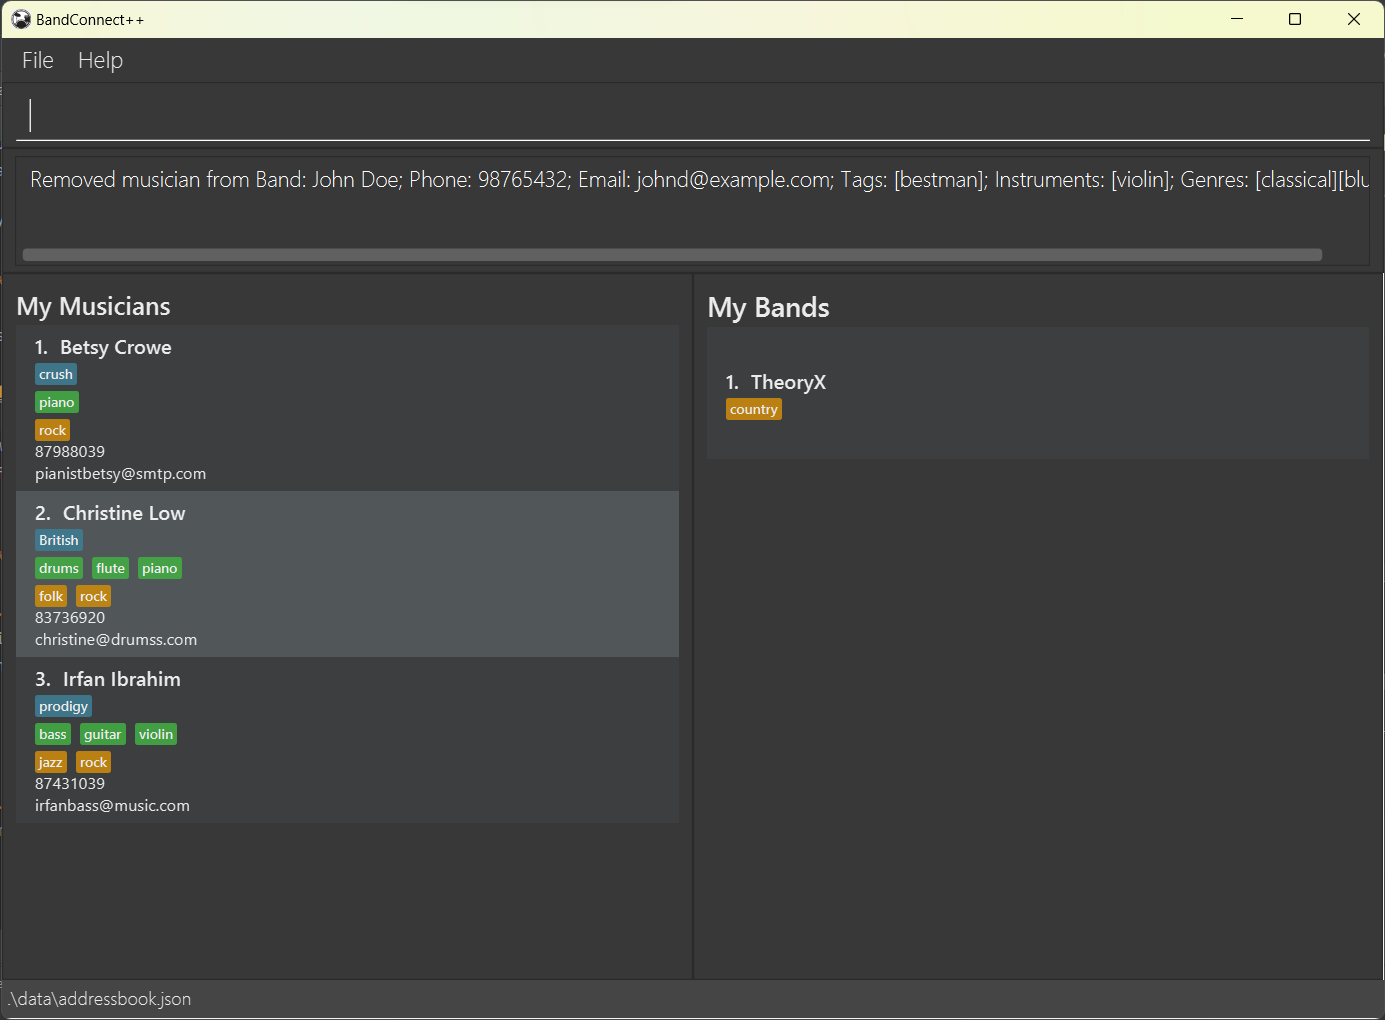 BandConnect++
File Help
Removed musician from Band: John Doe; Phone: 98765432; Email: johnd@example.com; Tags: [bestman]; Instruments: [violin]; Genres: [classical][blu
My Musicians
1. Betsy Crowe
crush
piano
rock
87988039
pianistbetsy@smtp.com
2. Christine Low
British
drums flute piano
folk rock
83736920
christine@drumss.com
3. Irfan Ibrahim
prodigy
bass guitar violin
jazz rock
87431039
irfanbass@music.com
My Bands
1. TheoryX
country
.\data\addressbook.json